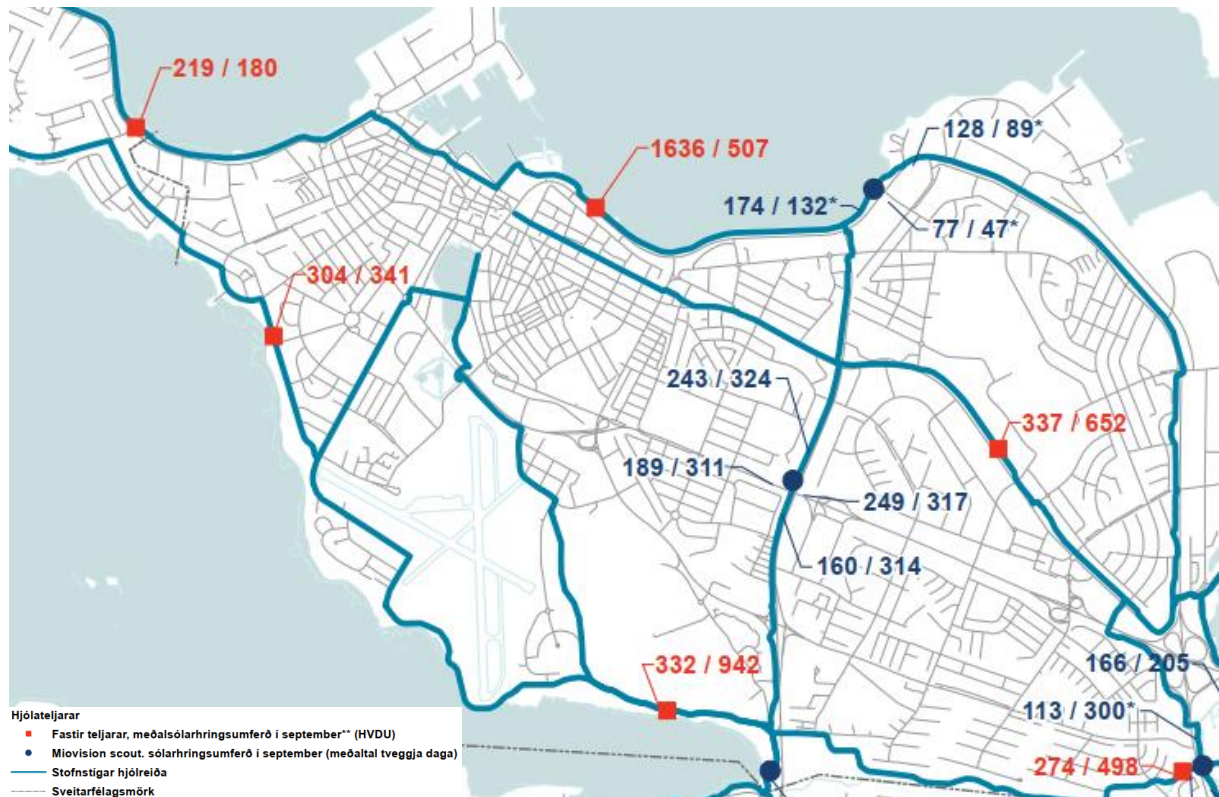 219 / 180
128 / 89*
1636 / 507
174 / 132*
77 / 47*
304 / 341
243 / 324
337 / 652
189 / 311
249 / 317
160 / 314
332 / 942
166 / 205
113 / 300*
274 / 498
Hjólateljarar
Fastir teljarar, meðalsólarhringsumferð í september** (HVDU)
Miovision scout. sólarhringsumferð í september (meðaltal tveggja daga)
Stofnstígar hjólreiða
Sveitarfélagsmörk